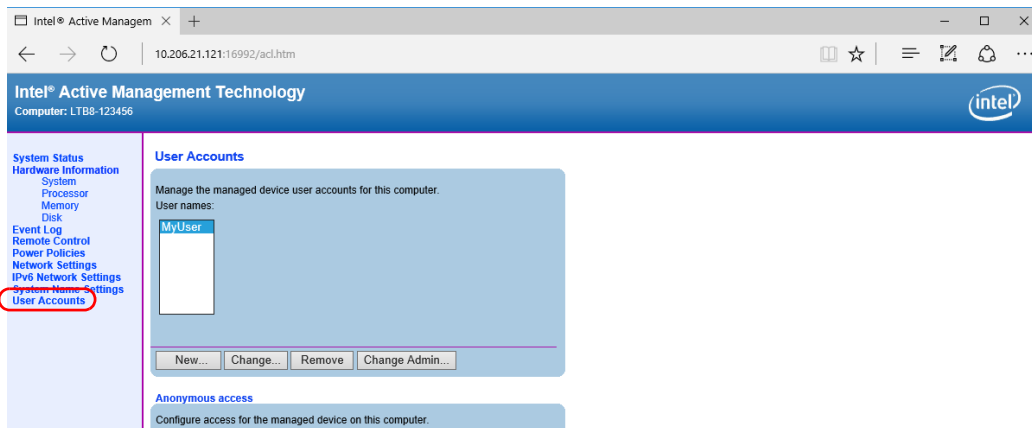 Intel® Active Managem
10.206.21.121:16992/acl.htm
Intel® Active Management Technology
Computer: LTB8-123456
intel
System Status
Hardware Information
System
Processor
Memory
Disk
Event Log
Remote Control
Power Policies
Network Settings
IPv6 Network Settings
System Name Settings
User Accounts
User Accounts
Manage the managed device user accounts for this computer.
User names:
MyUser
New... Change... Remove Change Admin...
Anonymous access
Configure access for the managed device on this computer.